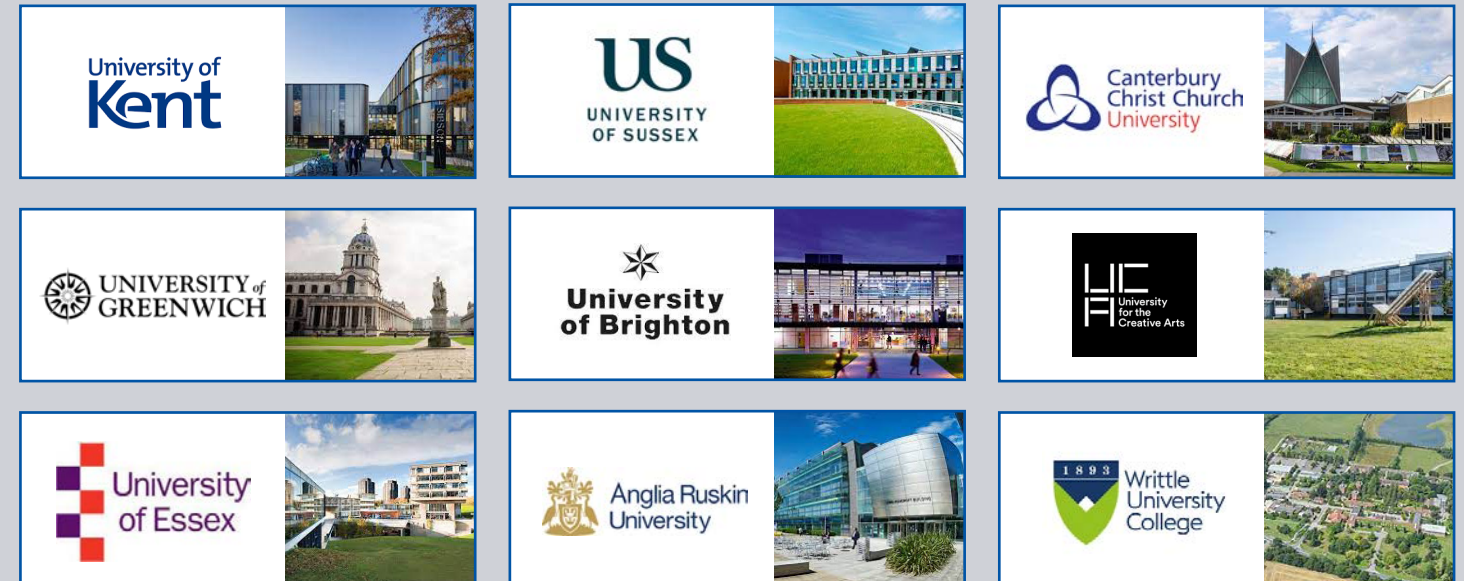 University of
Kent
US
UNIVERSITY
OF SUSSEX
Canterbury
Christ Church
University
UNIVERSITY of
GREENWICH
University
of Brighton
UCA
University
for the
Creative Arts
University
of Essex
Anglia Ruskin
University
1893
Writtle
University
College